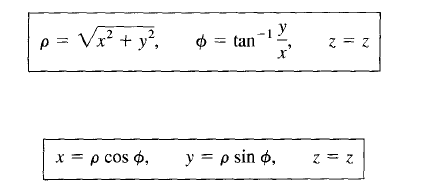 ρ = √x² + y², φ = tan⁻¹ y/x, z = z
x = ρ cos φ, y = ρ sin φ, z = z